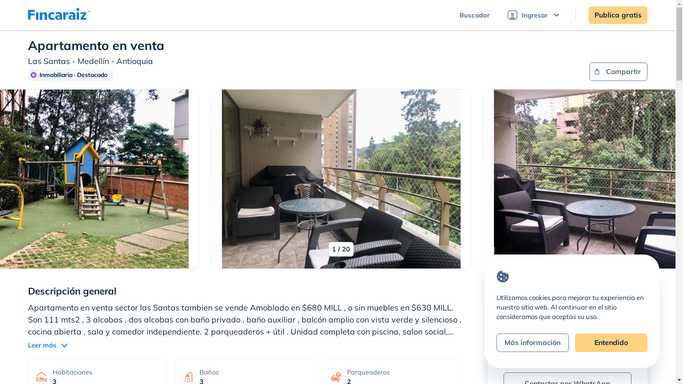 Fincaraiz
Buscador
Ingresar
Publica gratis
Apartamento en venta
Las Santas - Medellín - Antioquia
Inmobiliaria · Destacado
Compartir
1 / 20
Descripción general
Apartamento en venta sector las Santas tambien se vende Amoblado en $680 MILL , o sin muebles en $630 MILL.
Son 111 mts2 , 3 alcobas . dos alcobas con baño privado , baño auxiliar , balcón amplio con vista verde y silencioso ,
cocina abierta , sala y comedor independiente. 2 parqueaderos + útil . Unidad completa con piscina, salon social,...
Leer más
Habitaciones
3
Baños
3
Parqueaderos
2
Utilizamos cookies para mejorar tu experiencia en
nuestro sitio web. Al continuar en el sitio
consideramos que aceptas su uso.
Más información
Entendido
Contactar por WhatsApp